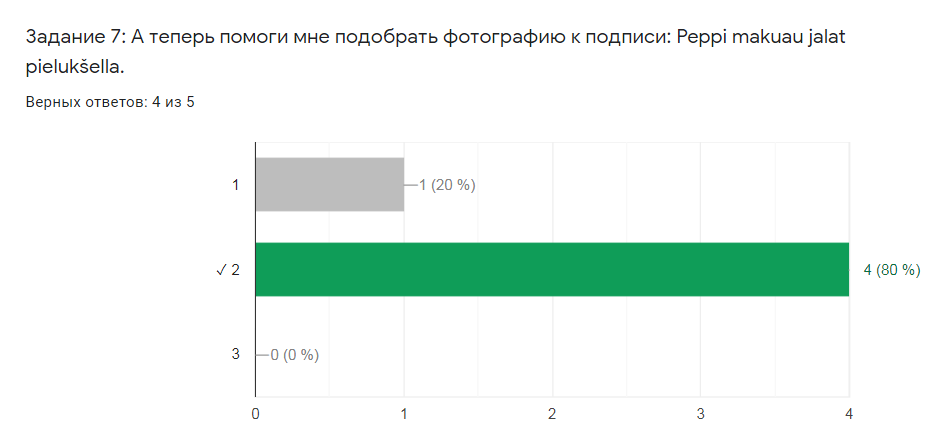 Задание 7: А теперь помоги мне подобрать фотографию к подписи: Peppi makuau jalat
pielukšella.
Верных ответов: 4 из 5
1
1 (20 %)
✓ 2
4 (80 %)
3
0 (0 %)
0 1 2 3 4